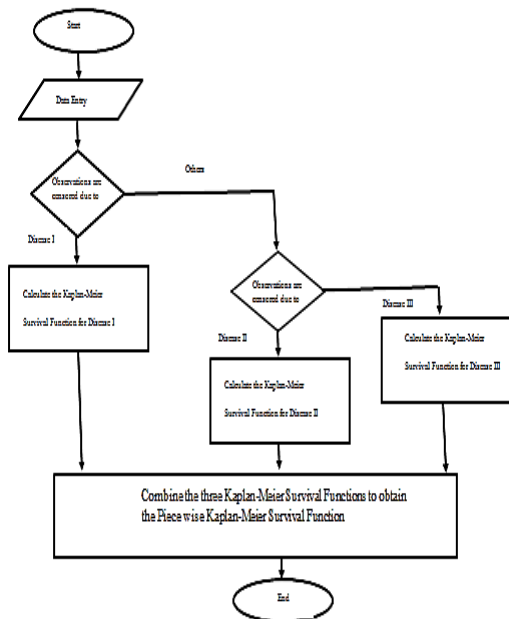 Start
Data Entry
Others
Observations are
censored due to
Disease I
Observations are
censored due to
Calculate the Kaplan-Meier
Survival Function for Disease I
Disease III
Disease II
Calculate the Kaplan-Meier
Survival Function for Disease III
Calculate the Kaplan-Meier
Survival Function for Disease II
Combine the three Kaplan-Meier Survival Functions to obtain
the Piece wise Kaplan-Meier Survival Function
End